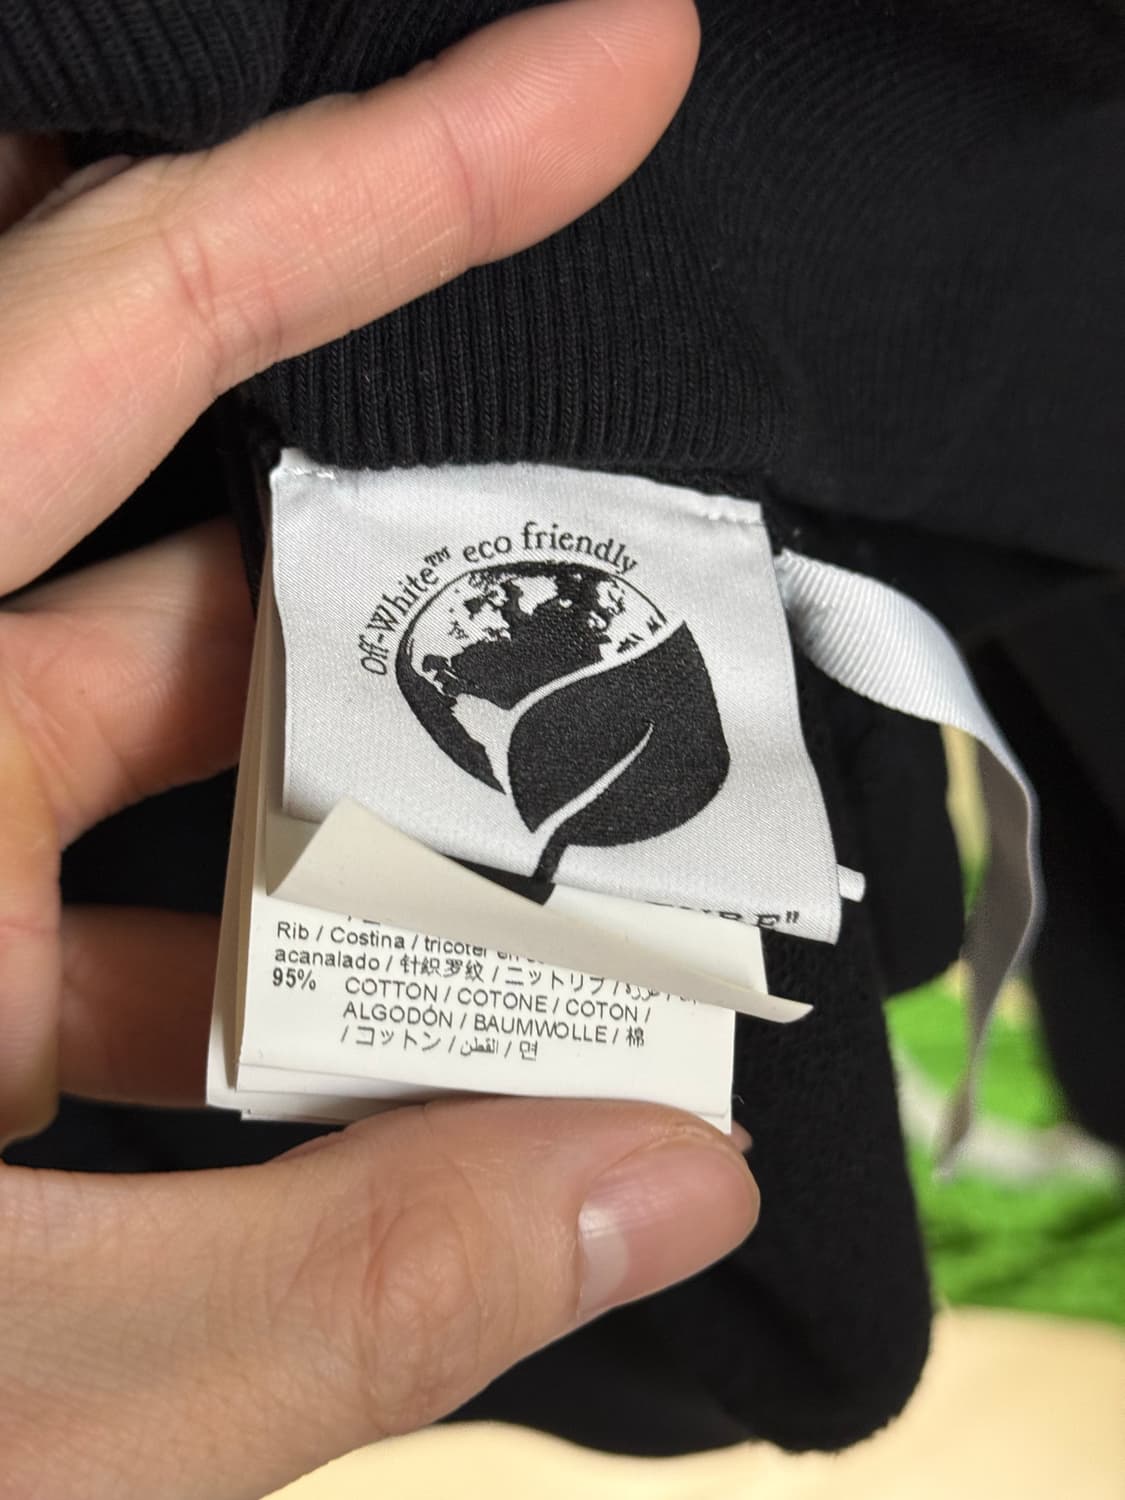 Off-White™ eco friendly
Rib / Costina / tricoter en
acanalado / 针织罗纹 / ニットリブ /
95% COTTON / COTONE / COTON /
ALGODÓN / BAUMWOLLE / 棉
/ コットン / القطن / 면